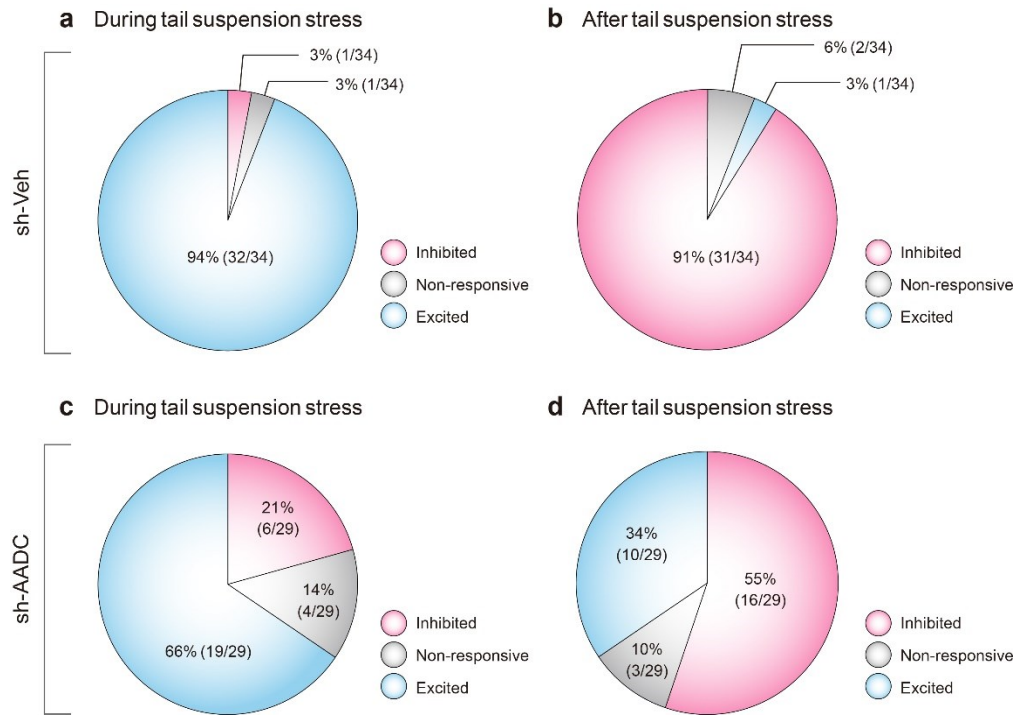 a During tail suspension stress
3% (1/34)
3% (1/34)
94% (32/34)
Inhibited
Non-responsive
Excited
b After tail suspension stress
6% (2/34)
3% (1/34)
91% (31/34)
Inhibited
Non-responsive
Excited
sh-Veh
c During tail suspension stress
21%
(6/29)
14%
(4/29)
66% (19/29)
Inhibited
Non-responsive
Excited
d After tail suspension stress
34%
(10/29)
55%
(16/29)
10%
(3/29)
Inhibited
Non-responsive
Excited
sh-AADC